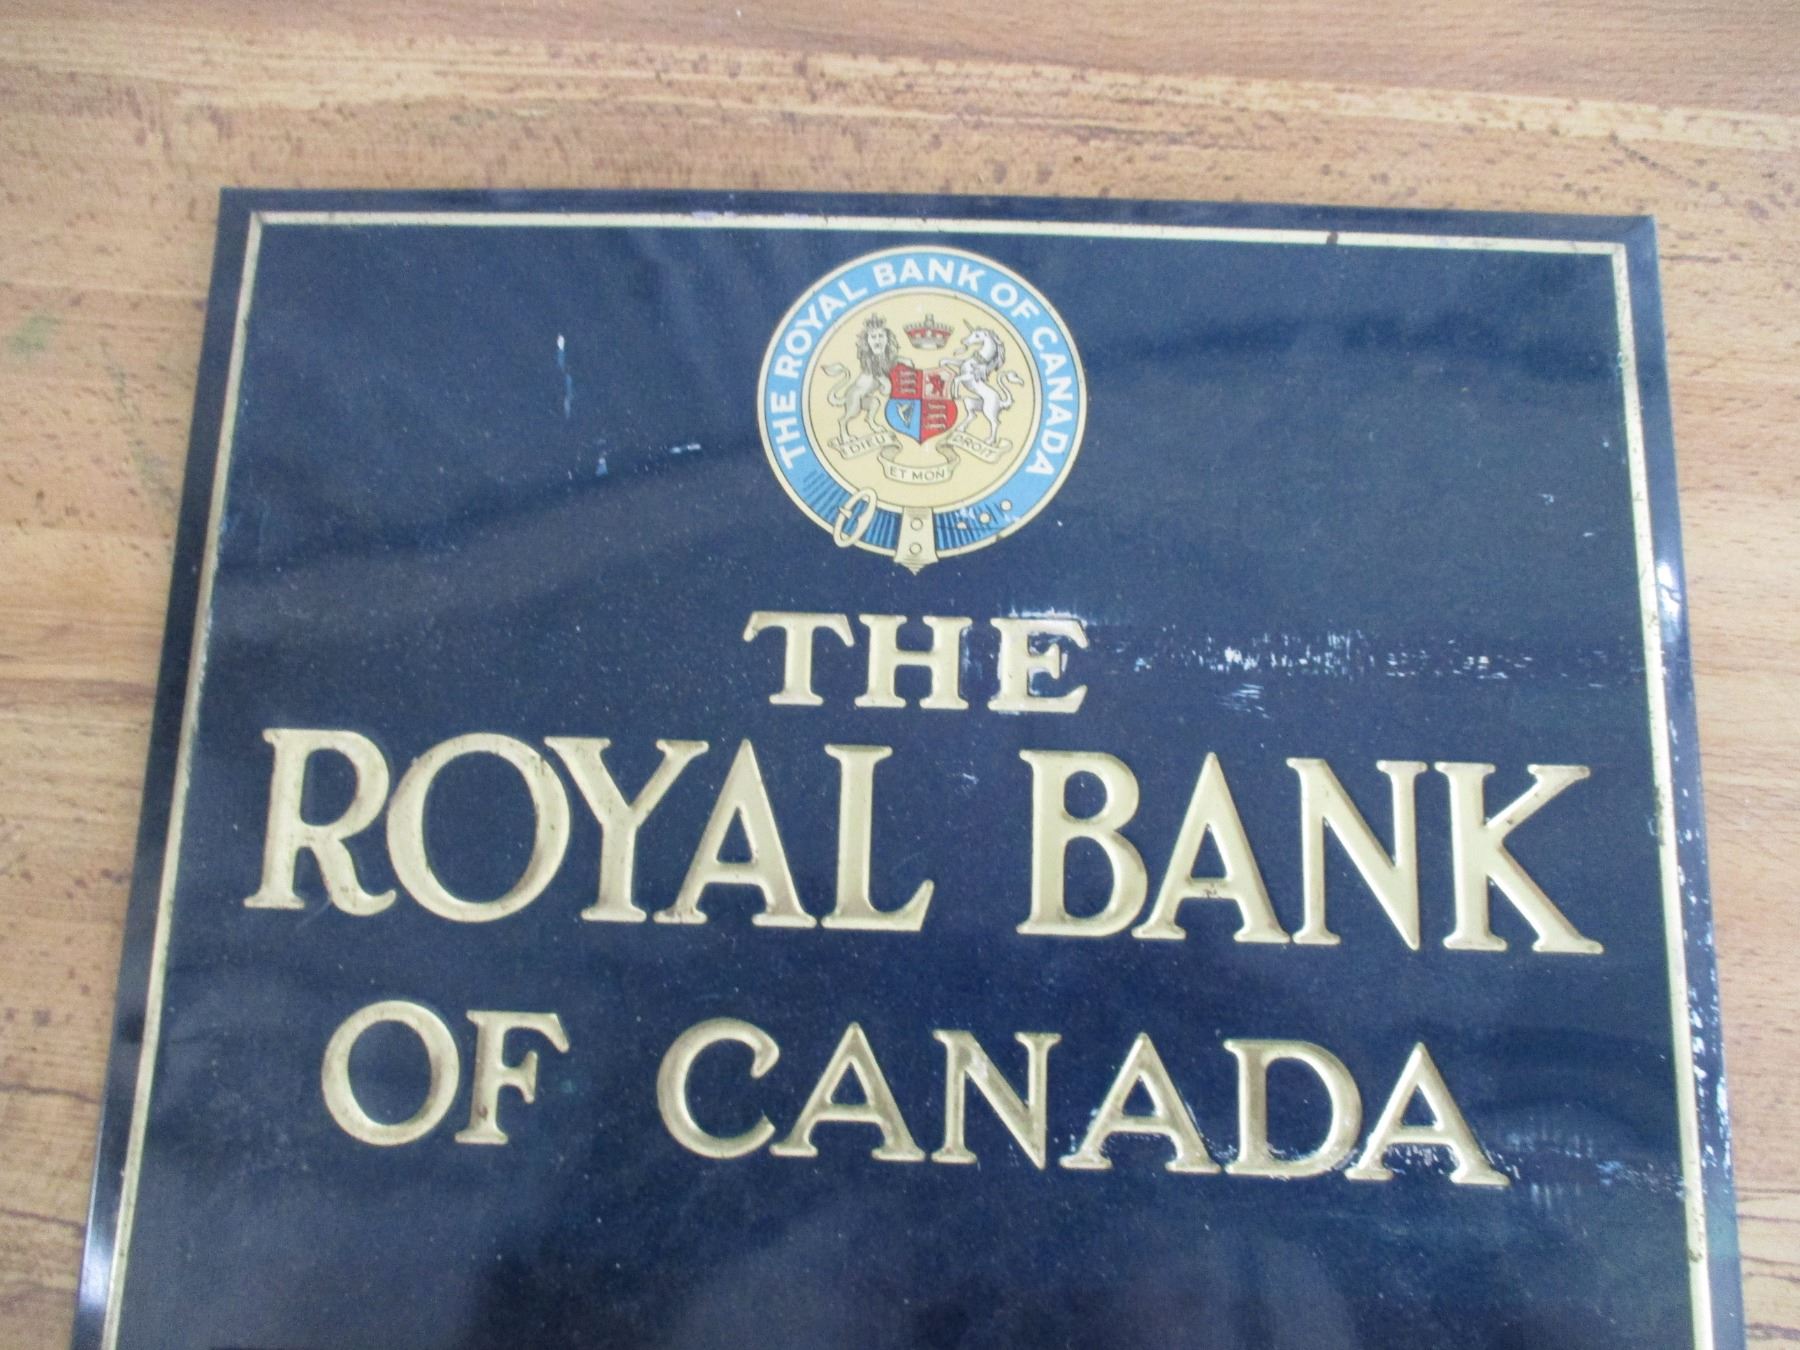 THE ROYAL BANK OF CANADA
DIEU ET MON DROIT
THE
ROYAL BANK
OF CANADA